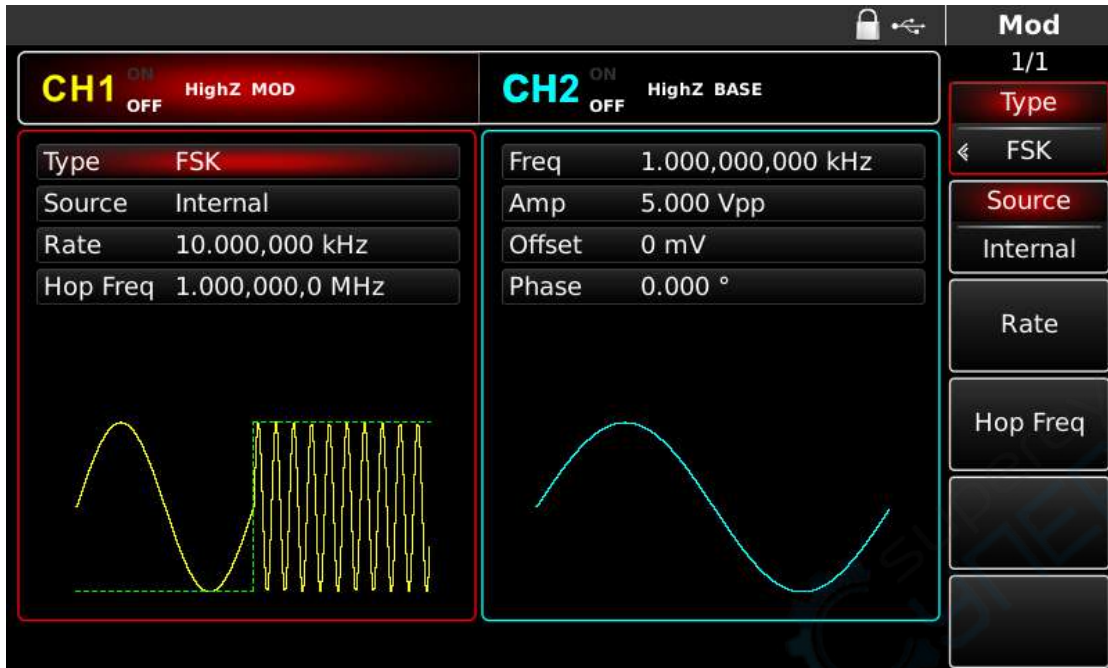 Mod
1/1
CH1 ON OFF HighZ MOD
CH2 ON OFF HighZ BASE
Type FSK
Source Internal
Rate 10.000,000 kHz
Hop Freq 1.000,000,0 MHz
Freq 1.000,000,000 kHz
Amp 5.000 Vpp
Offset 0 mV
Phase 0.000 °
Type
FSK
Source
Internal
Rate
Hop Freq